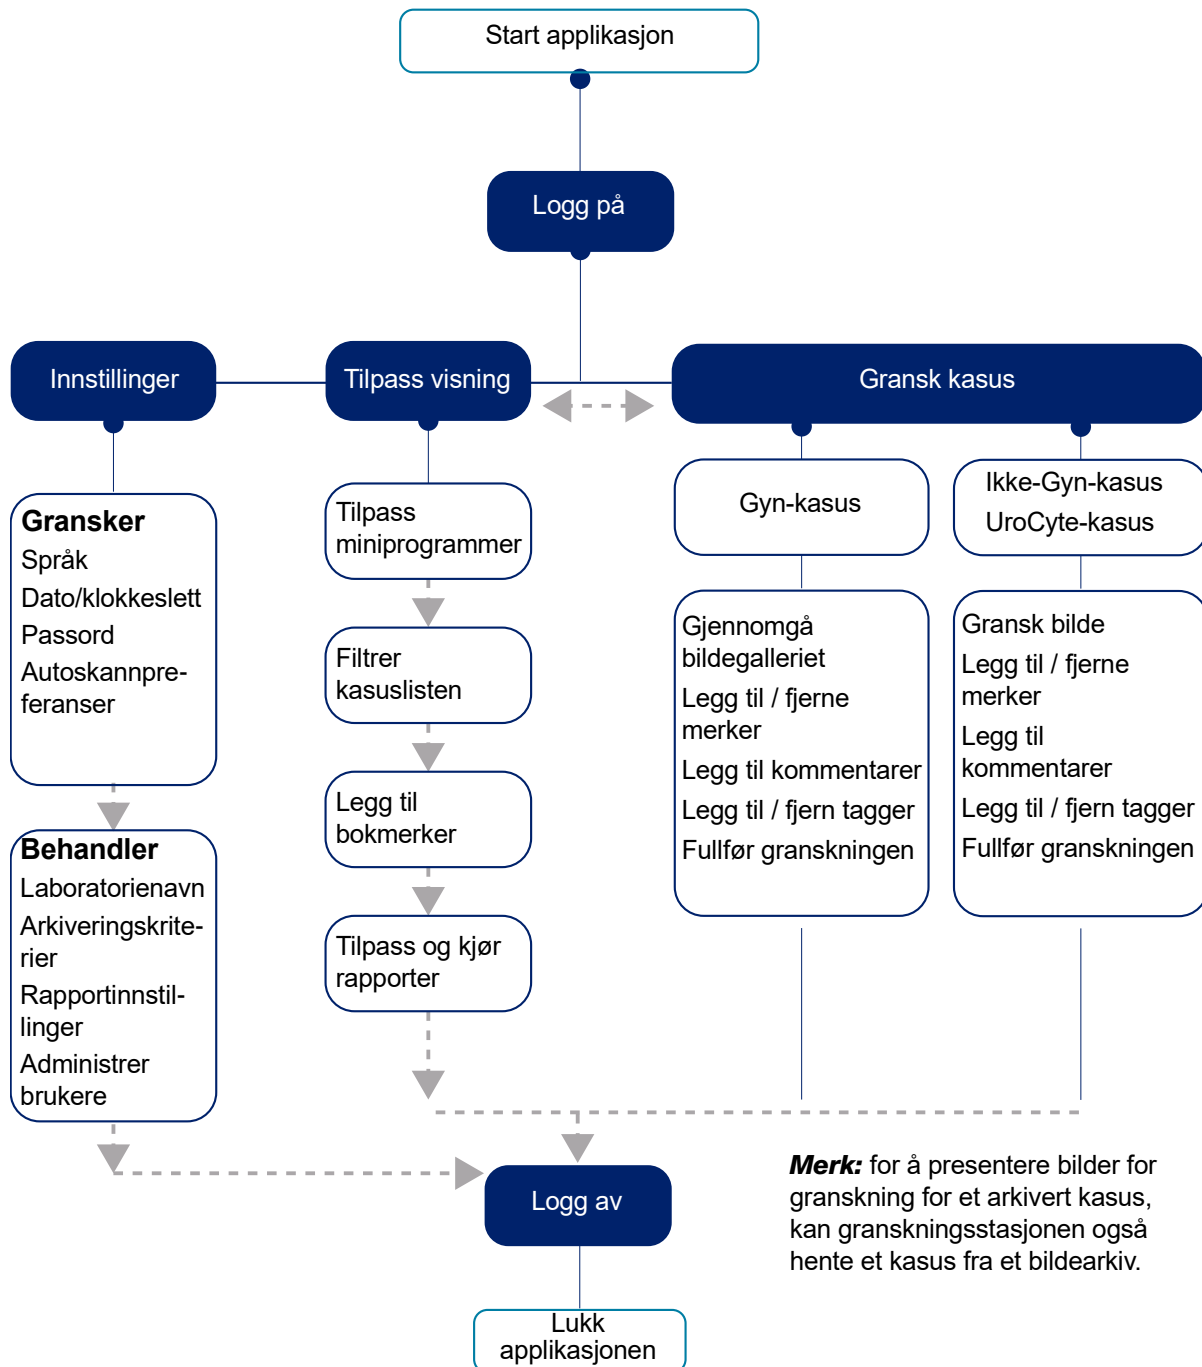 Start applikasjon
Logg på
Innstillinger
Tilpass visning
Gransk kasus
Gransker
Språk
Dato/klokkeslett
Passord
Autoskannpre-
feranser
Behandler
Laboratorienavn
Arkiveringskrite-
rier
Rapportinnstil-
linger
Administrer
brukere
Tilpass
miniprogrammer
Filtrer
kasuslisten
Legg til
bokmerker
Tilpass og kjør
rapporter
Gyn-kasus
Gjennomgå
bildegalleriet
Legg til / fjerne
merker
Legg til kommentarer
Legg til / fjern tagger
Fullfør granskningen
Ikke-Gyn-kasus
UroCyte-kasus
Gransk bilde
Legg til / fjerne
merker
Legg til
kommentarer
Legg til / fjern tagger
Fullfør granskningen
Logg av
Lukk
applikasjonen
Merk: for å presentere bilder for
granskning for et arkivert kasus,
kan granskningsstasjonen også
hente et kasus fra et bildearkiv.